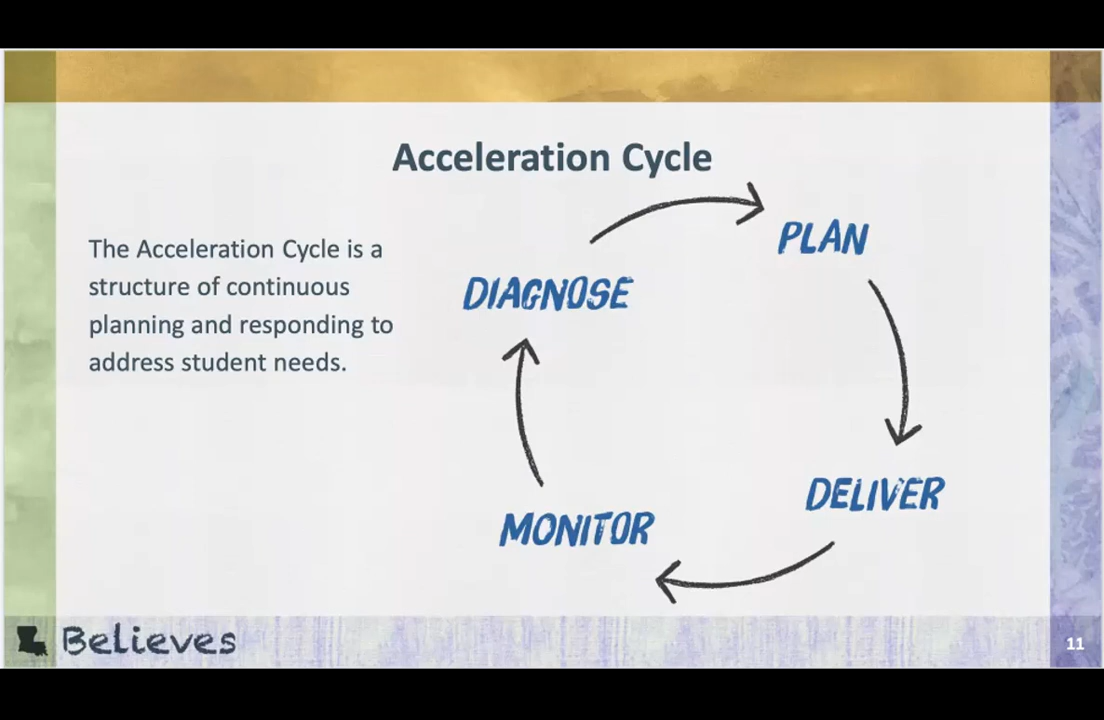 Acceleration Cycle
The Acceleration Cycle is a
structure of continuous
planning and responding to
address student needs.
DIAGNOSE
PLAN
DELIVER
MONITOR
Believes
11